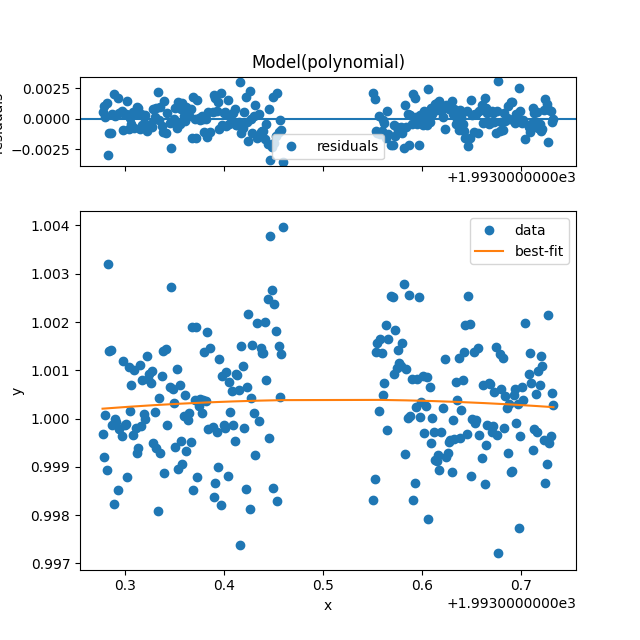 Model(polynomial)
0.0025
0.0000
−0.0025
residuals
+1.9930000000e3
1.004
1.003
1.002
1.001
1.000
0.999
0.998
0.997
y
data
best-fit
0.3
0.4
0.5
0.6
0.7
x
+1.9930000000e3